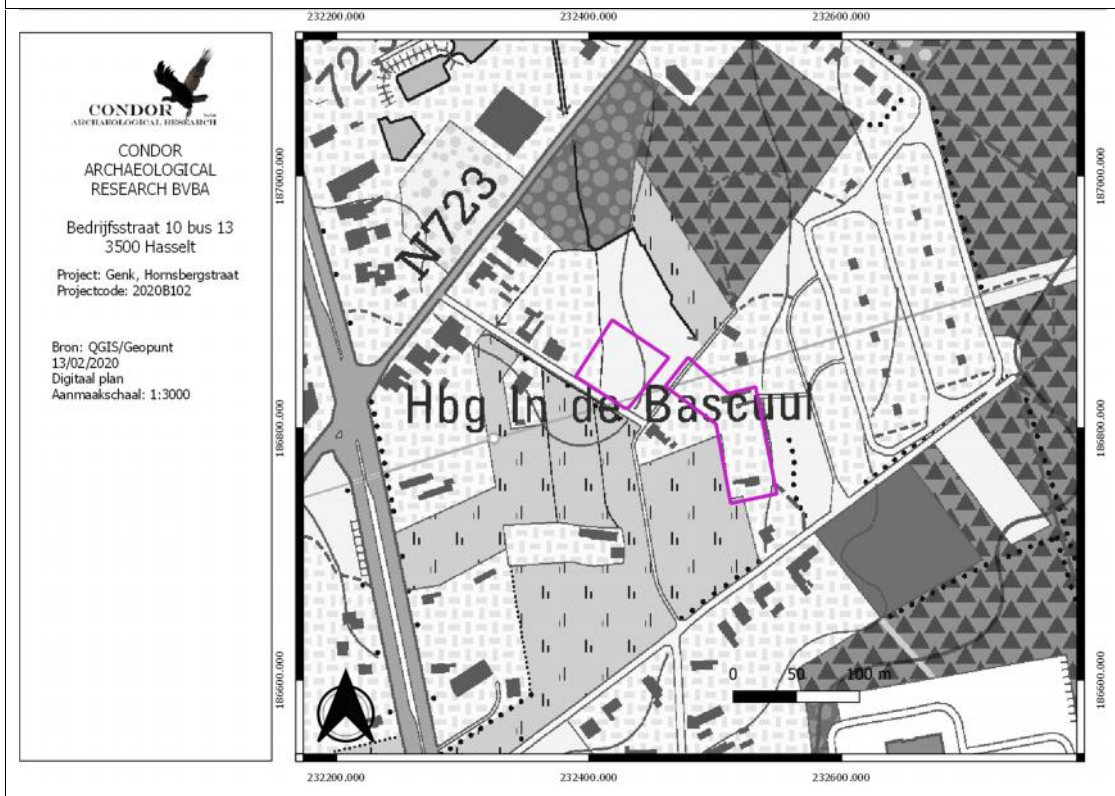 CONDOR
ARCHAEOLOGICAL RESEARCH
CONDOR
ARCHAEOLOGICAL
RESEARCH BVBA
Bedrijfsstraat 10 bus 13
3500 Hasselt
Project: Genk, Hornsbergstraat
Projectcode: 2020B102
Bron: QGIS/Geopunt
13/02/2020
Digitaal plan
Aanmaakschaal: 1:3000
232200.000
232400.000
232600.000
187000.000
187000.000
72
N723
Hbg In de Bascuul
186800.000
186800.000
0 50 100 m
186600.000
186600.000
232200.000
232400.000
232600.000